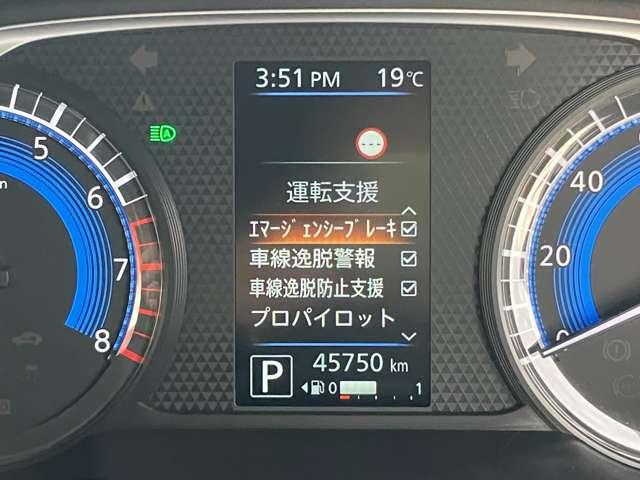 3:51 PM 19℃
---
運転支援
ｴﾏｰｼﾞｪﾝｼｰﾌﾞﾚｰｷ
車線逸脱警報
車線逸脱防止支援
プロパイロット
P 45750 km
0 1
5
6
7
8
40
20
0
A